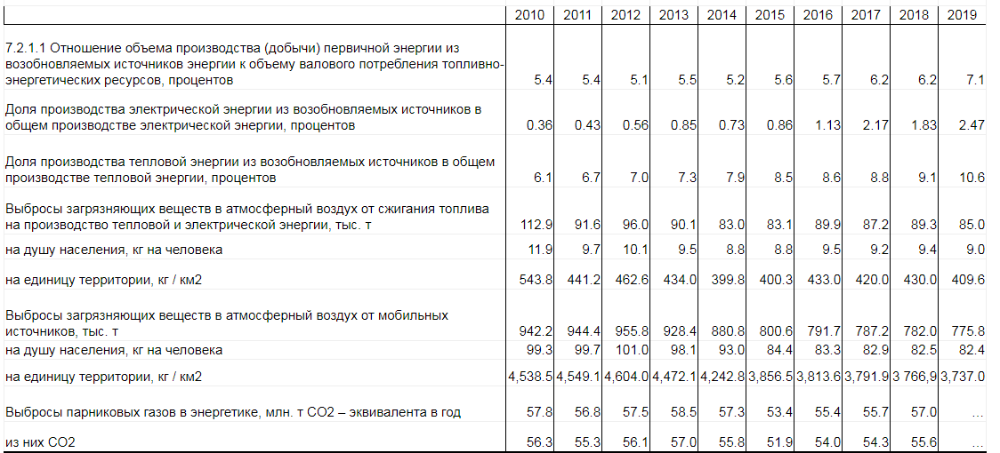 2010 2011 2012 2013 2014 2015 2016 2017 2018 2019
7.2.1.1 Отношение объема производства (добычи) первичной энергии из
возобновляемых источников энергии к объему валового потребления топливно-
энергетических ресурсов, процентов 5.4 5.4 5.1 5.5 5.2 5.6 5.7 6.2 6.2 7.1
Доля производства электрической энергии из возобновляемых источников в
общем производстве электрической энергии, процентов 0.36 0.43 0.56 0.85 0.73 0.86 1.13 2.17 1.83 2.47
Доля производства тепловой энергии из возобновляемых источников в общем
производстве тепловой энергии, процентов 6.1 6.7 7.0 7.3 7.9 8.5 8.6 8.8 9.1 10.6
Выбросы загрязняющих веществ в атмосферный воздух от сжигания топлива
на производство тепловой и электрической энергии, тыс. т 112.9 91.6 96.0 90.1 83.0 83.1 89.9 87.2 89.3 85.0
на душу населения, кг на человека 11.9 9.7 10.1 9.5 8.8 8.8 9.5 9.2 9.4 9.0
на единицу территории, кг / км2 543.8 441.2 462.6 434.0 399.8 400.3 433.0 420.0 430.0 409.6
Выбросы загрязняющих веществ в атмосферный воздух от мобильных
источников, тыс. т 942.2 944.4 955.8 928.4 880.8 800.6 791.7 787.2 782.0 775.8
на душу населения, кг на человека 99.3 99.7 101.0 98.1 93.0 84.4 83.3 82.9 82.5 82.4
на единицу территории, кг / км2 4,538.5 4,549.1 4,604.0 4,472.1 4,242.8 3,856.5 3,813.6 3,791.9 3 766,9 3,737.0
Выбросы парниковых газов в энергетике, млн. т СО2 – эквивалента в год 57.8 56.8 57.5 58.5 57.3 53.4 55.4 55.7 57.0 ...
из них СО2 56.3 55.3 56.1 57.0 55.8 51.9 54.0 54.3 55.6 ...